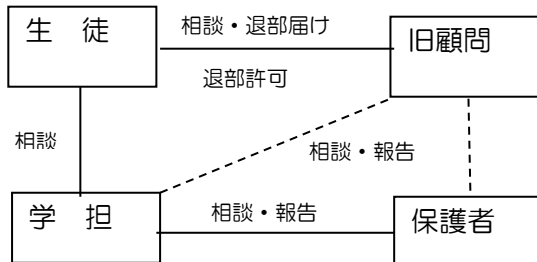 生　徒
相談・退部届け
旧顧問
退部許可
相談
相談・報告
学　担
相談・報告
保護者